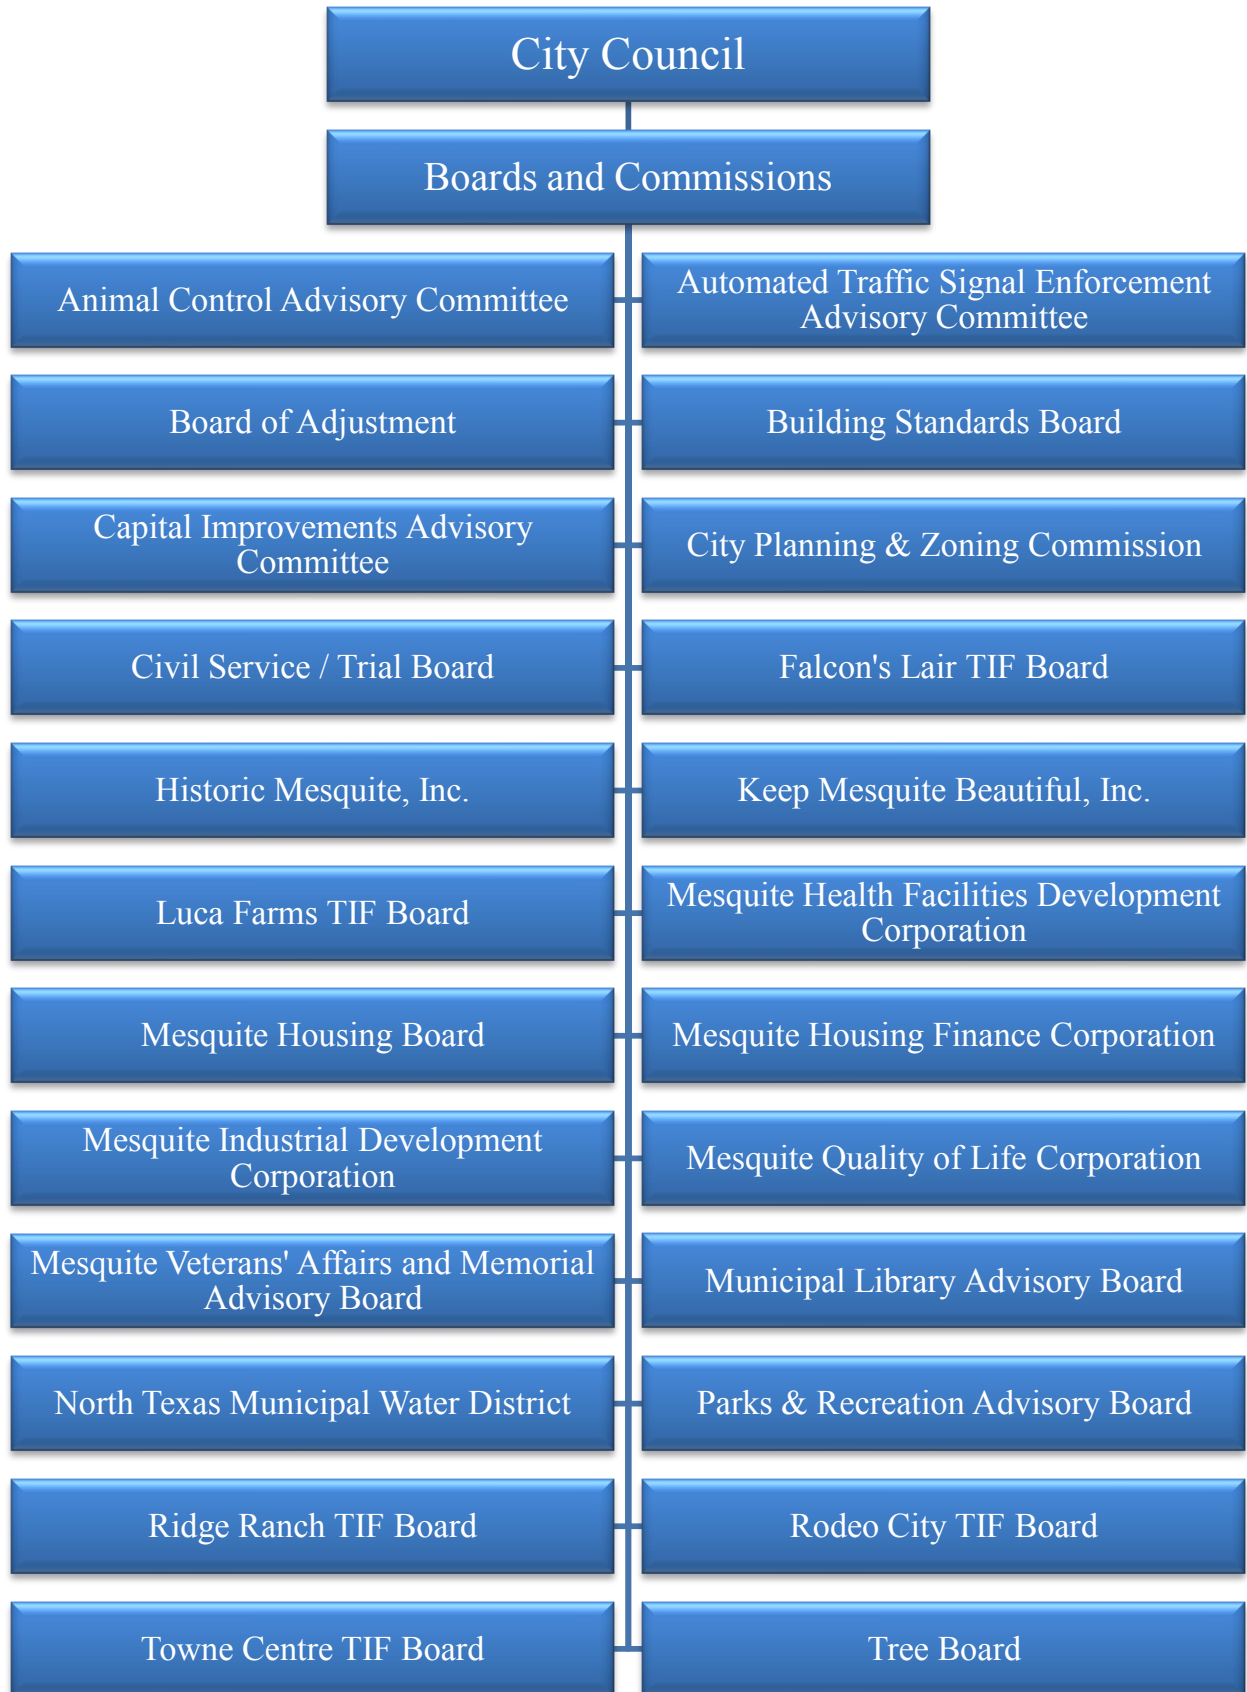 City Council
Boards and Commissions
Animal Control Advisory Committee
Automated Traffic Signal Enforcement
Advisory Committee
Board of Adjustment
Building Standards Board
Capital Improvements Advisory
Committee
City Planning & Zoning Commission
Civil Service / Trial Board
Falcon's Lair TIF Board
Historic Mesquite, Inc.
Keep Mesquite Beautiful, Inc.
Luca Farms TIF Board
Mesquite Health Facilities Development
Corporation
Mesquite Housing Board
Mesquite Housing Finance Corporation
Mesquite Industrial Development
Corporation
Mesquite Quality of Life Corporation
Mesquite Veterans' Affairs and Memorial
Advisory Board
Municipal Library Advisory Board
North Texas Municipal Water District
Parks & Recreation Advisory Board
Ridge Ranch TIF Board
Rodeo City TIF Board
Towne Centre TIF Board
Tree Board